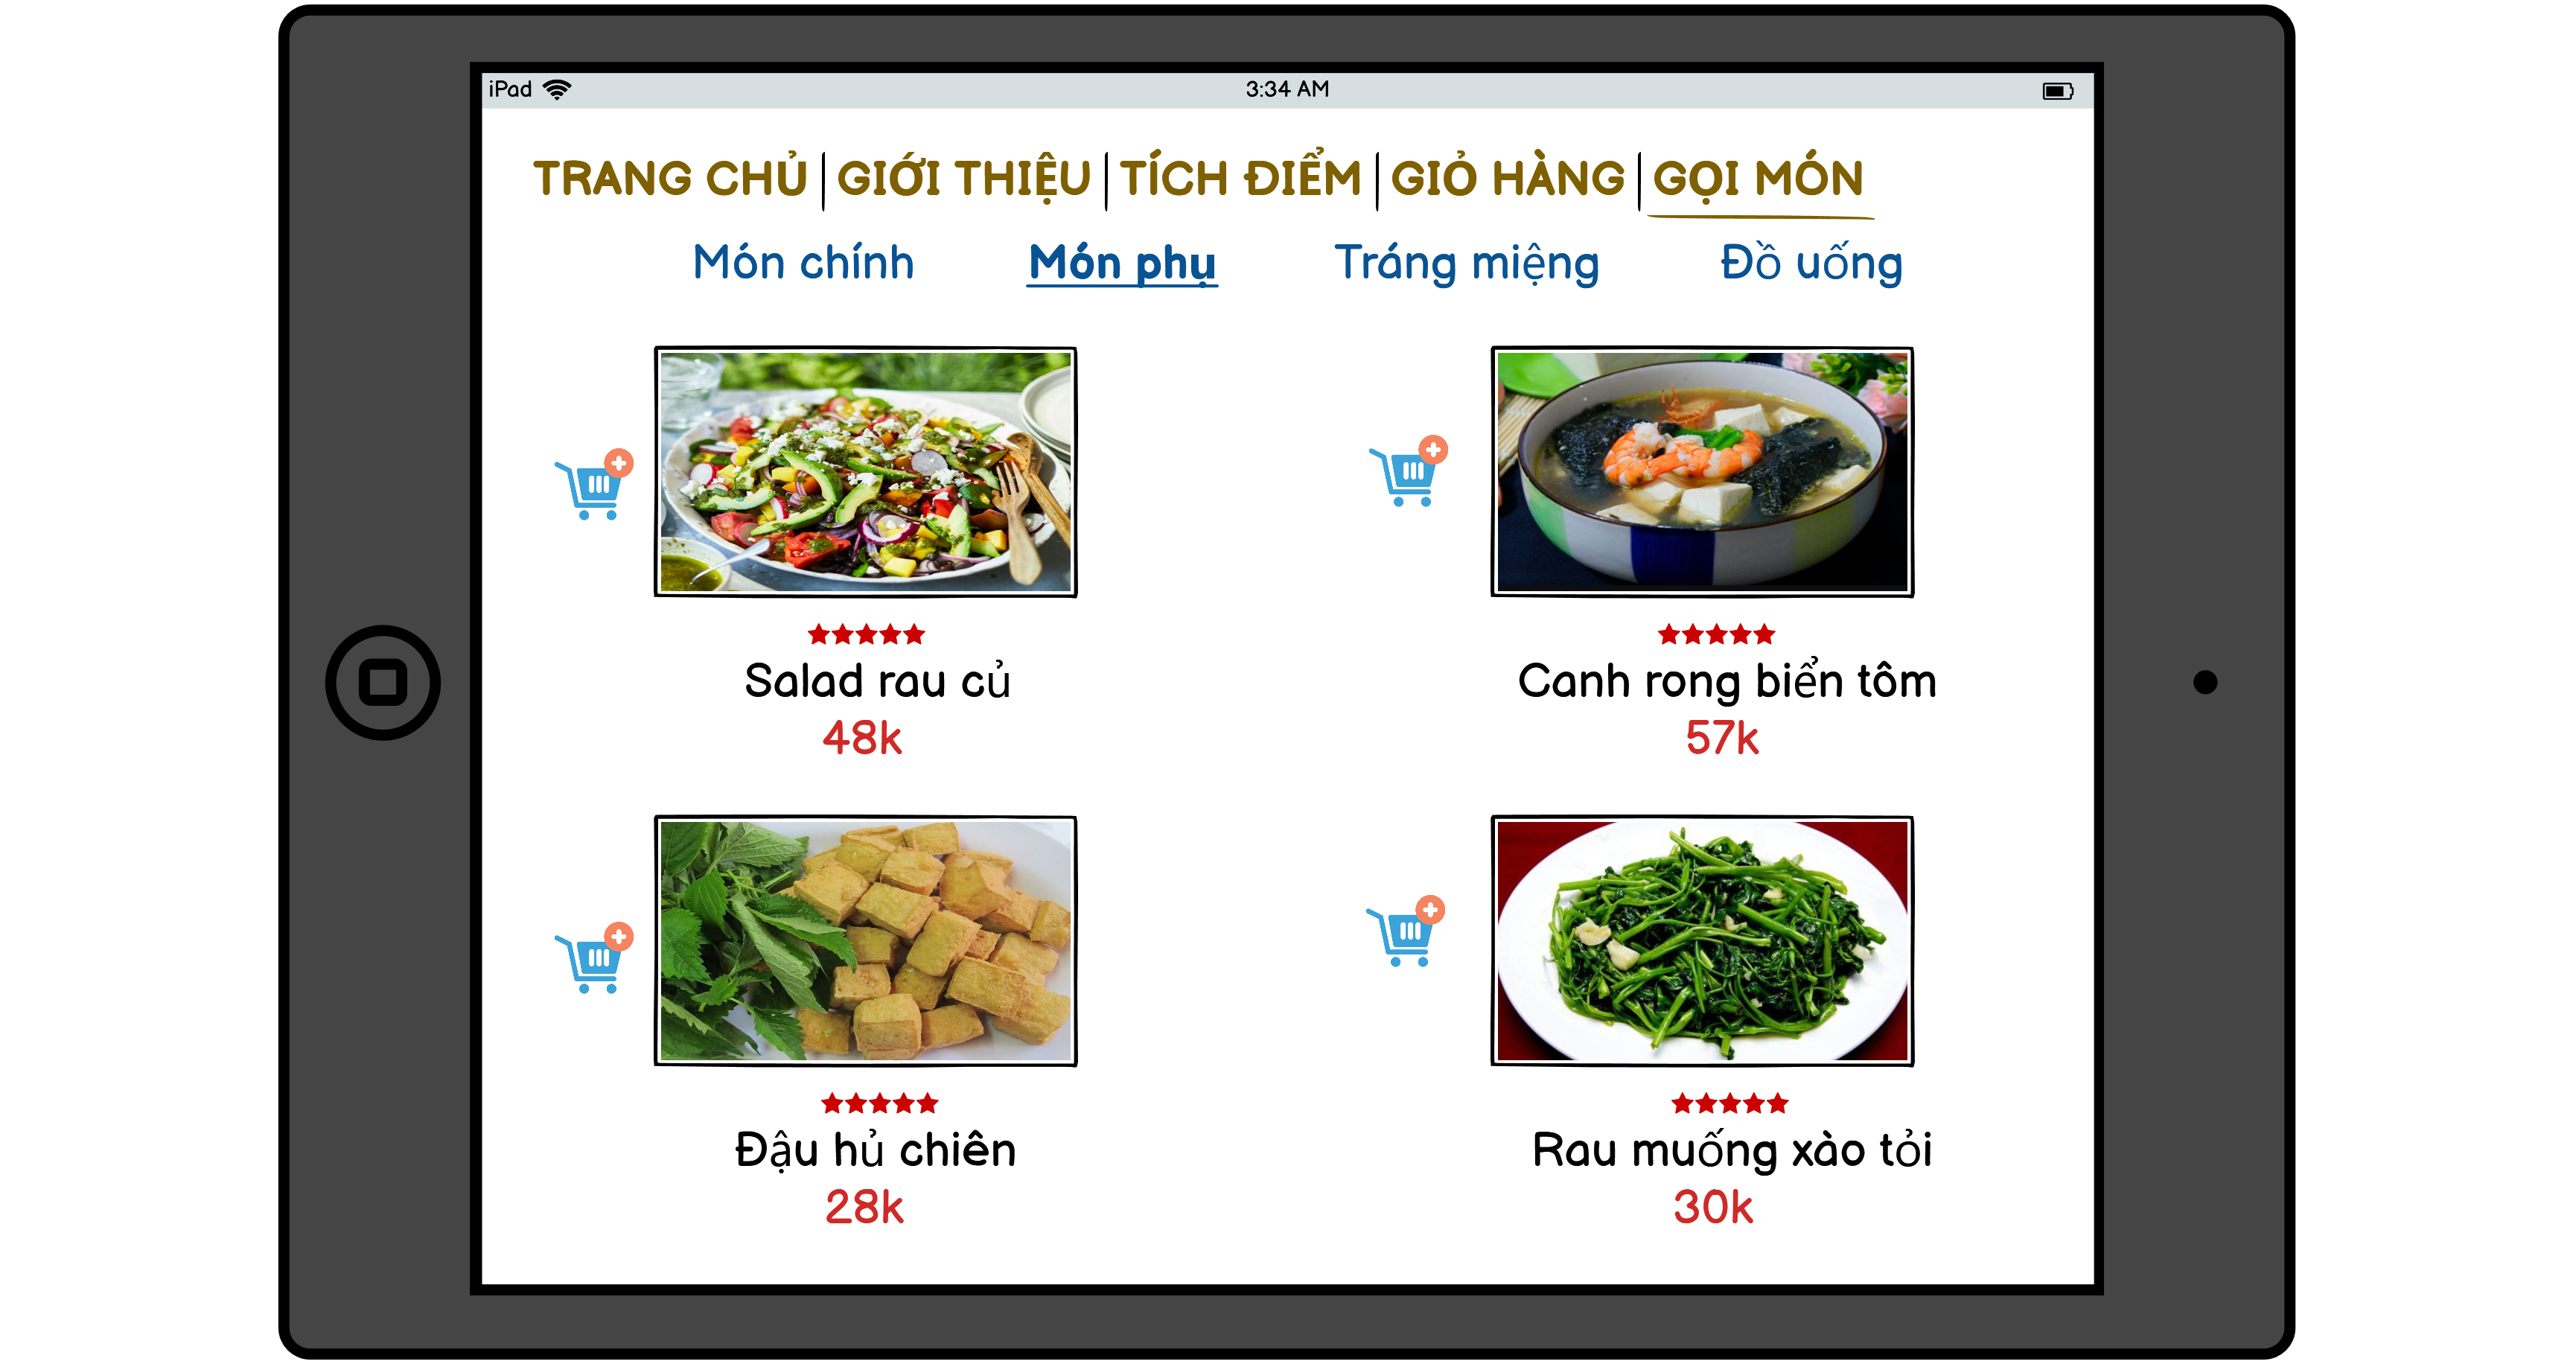 iPad 3:34 AM
TRANG CHỦ GIỚI THIỆU TÍCH ĐIỂM GIỎ HÀNG GỌI MÓN
Món chính Món phụ Tráng miệng Đồ uống
Salad rau củ
48k
Canh rong biển tôm
57k
Đậu hủ chiên
28k
Rau muống xào tỏi
30k